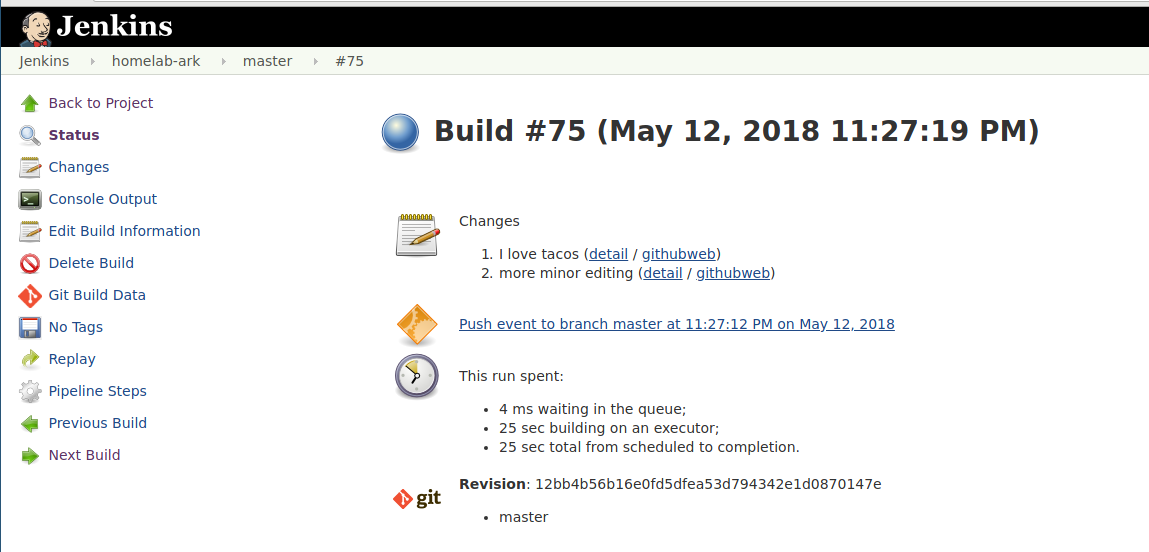 Jenkins
Jenkins homelab-ark master #75
Back to Project
Status
Changes
Console Output
Edit Build Information
Delete Build
Git Build Data
No Tags
Replay
Pipeline Steps
Previous Build
Next Build
Build #75 (May 12, 2018 11:27:19 PM)
Changes
1. I love tacos (detail / githubweb)
2. more minor editing (detail / githubweb)
Push event to branch master at 11:27:12 PM on May 12, 2018
This run spent:
• 4 ms waiting in the queue;
• 25 sec building on an executor;
• 25 sec total from scheduled to completion.
git
Revision: 12bb4b56b16e0fd5dfea53d794342e1d0870147e
• master